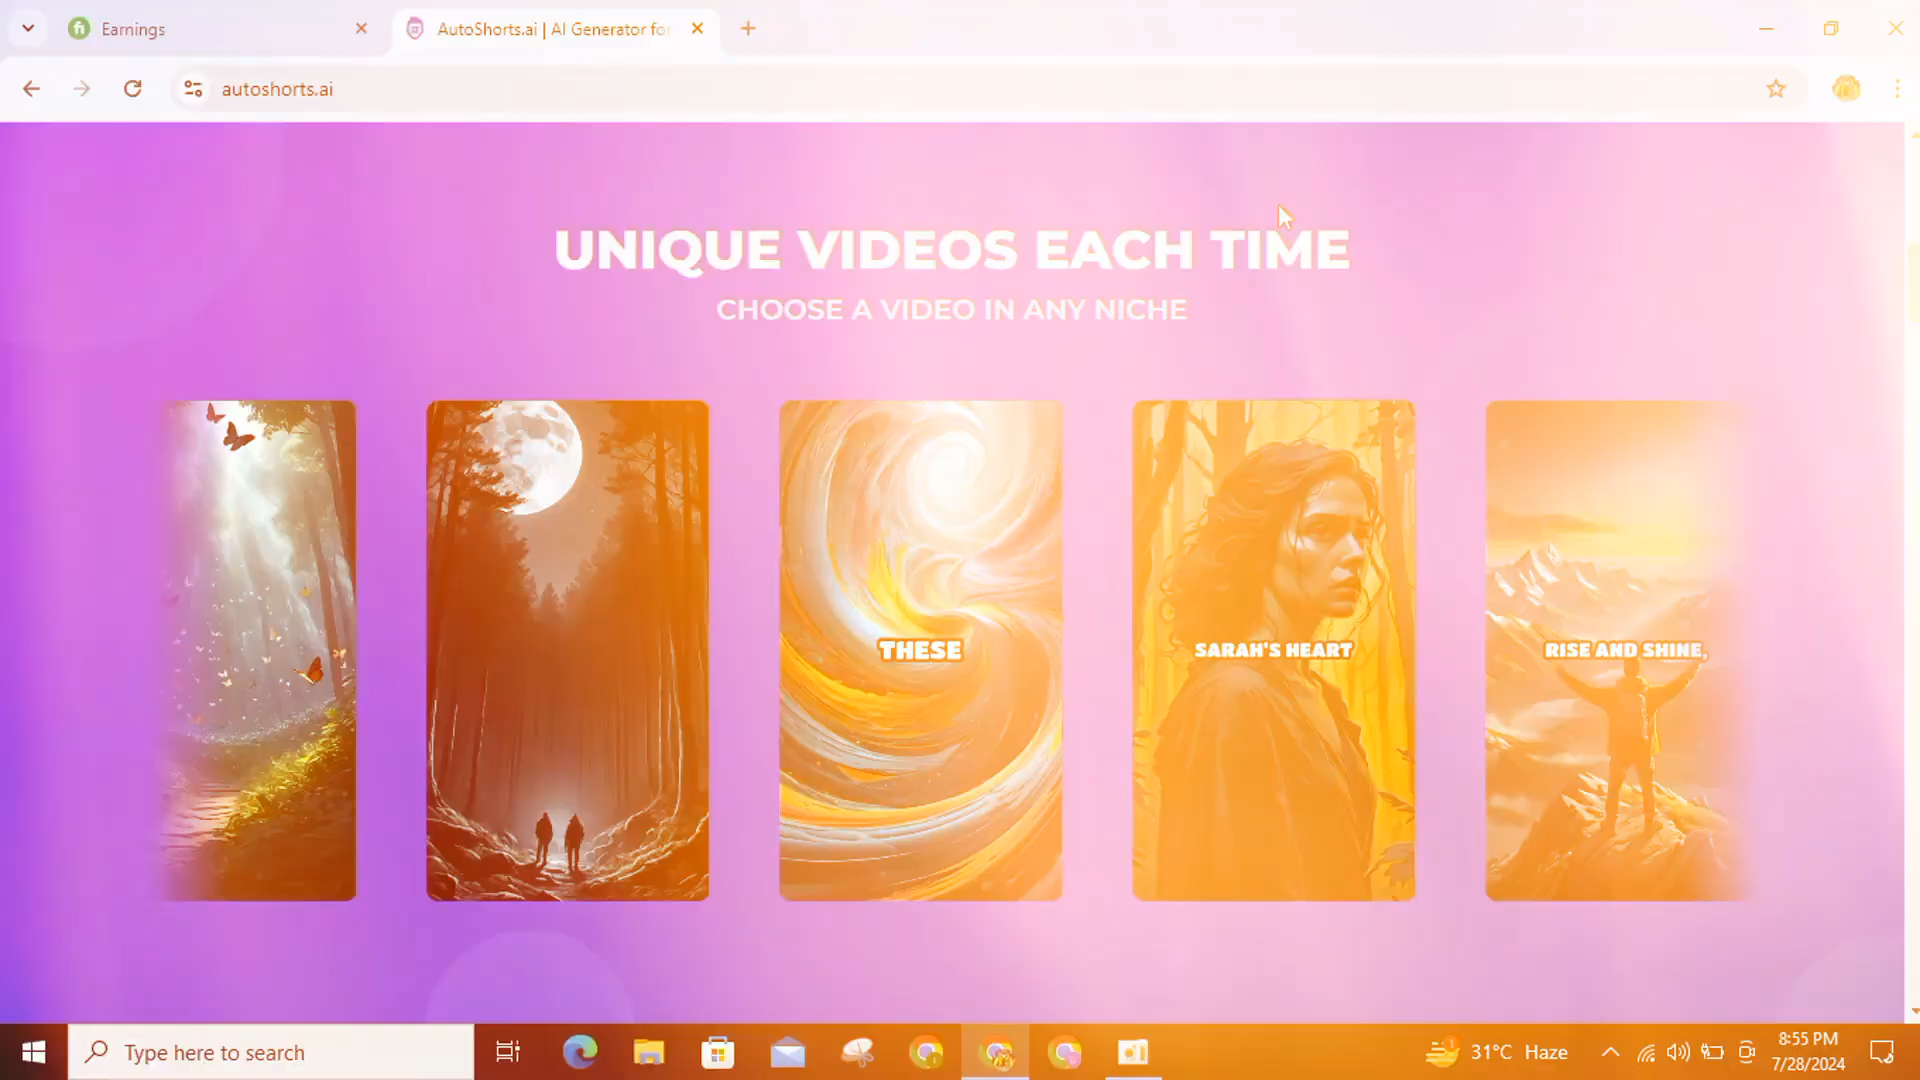 Earnings
AutoShorts.ai | AI Generator for
autoshorts.ai
UNIQUE VIDEOS EACH TIME
CHOOSE A VIDEO IN ANY NICHE
THESE
SARAH'S HEART
RISE AND SHINE,
Type here to search
31°C Haze
8:55 PM
7/28/2024